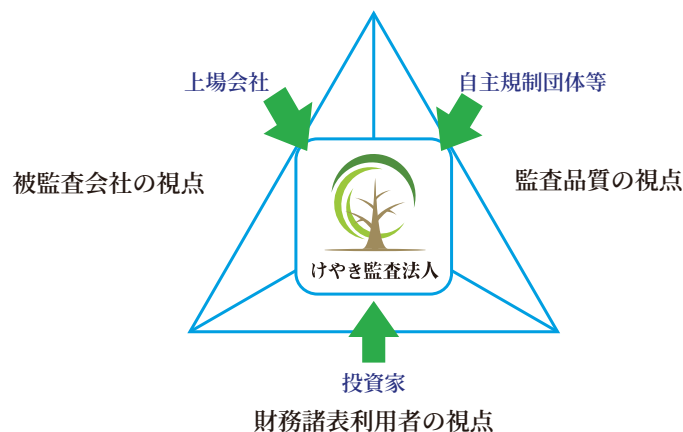 上場会社
自主規制団体等
被監査会社の視点
監査品質の視点
けやき監査法人
投資家
財務諸表利用者の視点